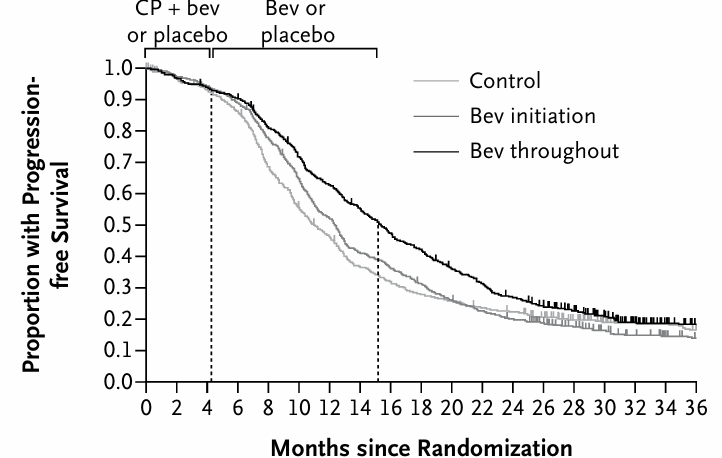 CP + bev
or placebo
Bev or
placebo
Control
Bev initiation
Bev throughout
Proportion with Progression-
free Survival
1.0
0.9
0.8
0.7
0.6
0.5
0.4
0.3
0.2
0.1
0.0
0 2 4 6 8 10 12 14 16 18 20 22 24 26 28 30 32 34 36
Months since Randomization